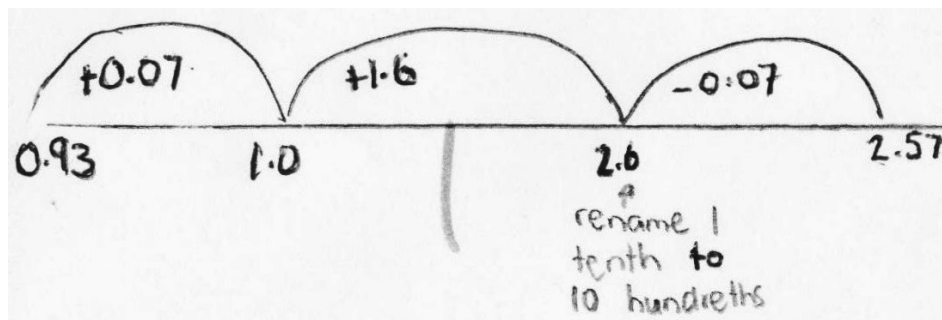 +0.07 +1.6 -0.07
0.93 1.0 2.6 2.57
rename 1
tenth to
10 hundreths